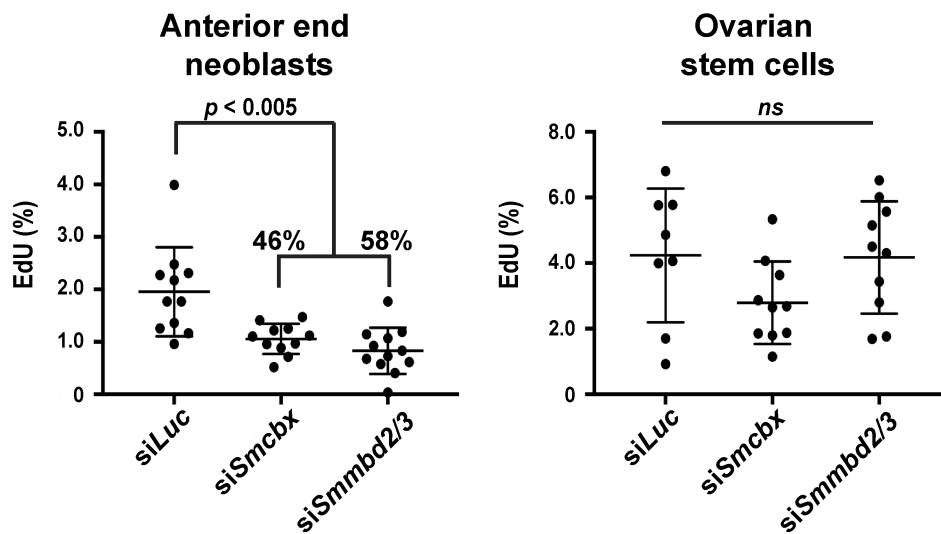 Anterior end
neoblasts
p < 0.005
46% 58%
EdU (%)
5.0
4.0
3.0
2.0
1.0
0
siLuc
siSmcbx
siSmmbd2/3
Ovarian
stem cells
ns
EdU (%)
8.0
6.0
4.0
2.0
0
siLuc
siSmcbx
siSmmbd2/3